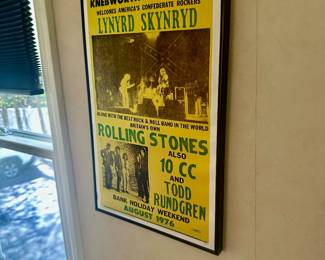 KNEBWORTH
WELCOMES AMERICA'S CONFEDERATE ROCKERS
LYNYRD SKYNYRD
ALONG WITH THE BEST ROCK & ROLL BAND IN THE WORLD
BRITAIN'S OWN
ROLLING STONES
ALSO
10 CC
AND
TODD
RUNDGREN
BANK HOLIDAY WEEKEND
AUGUST 1976